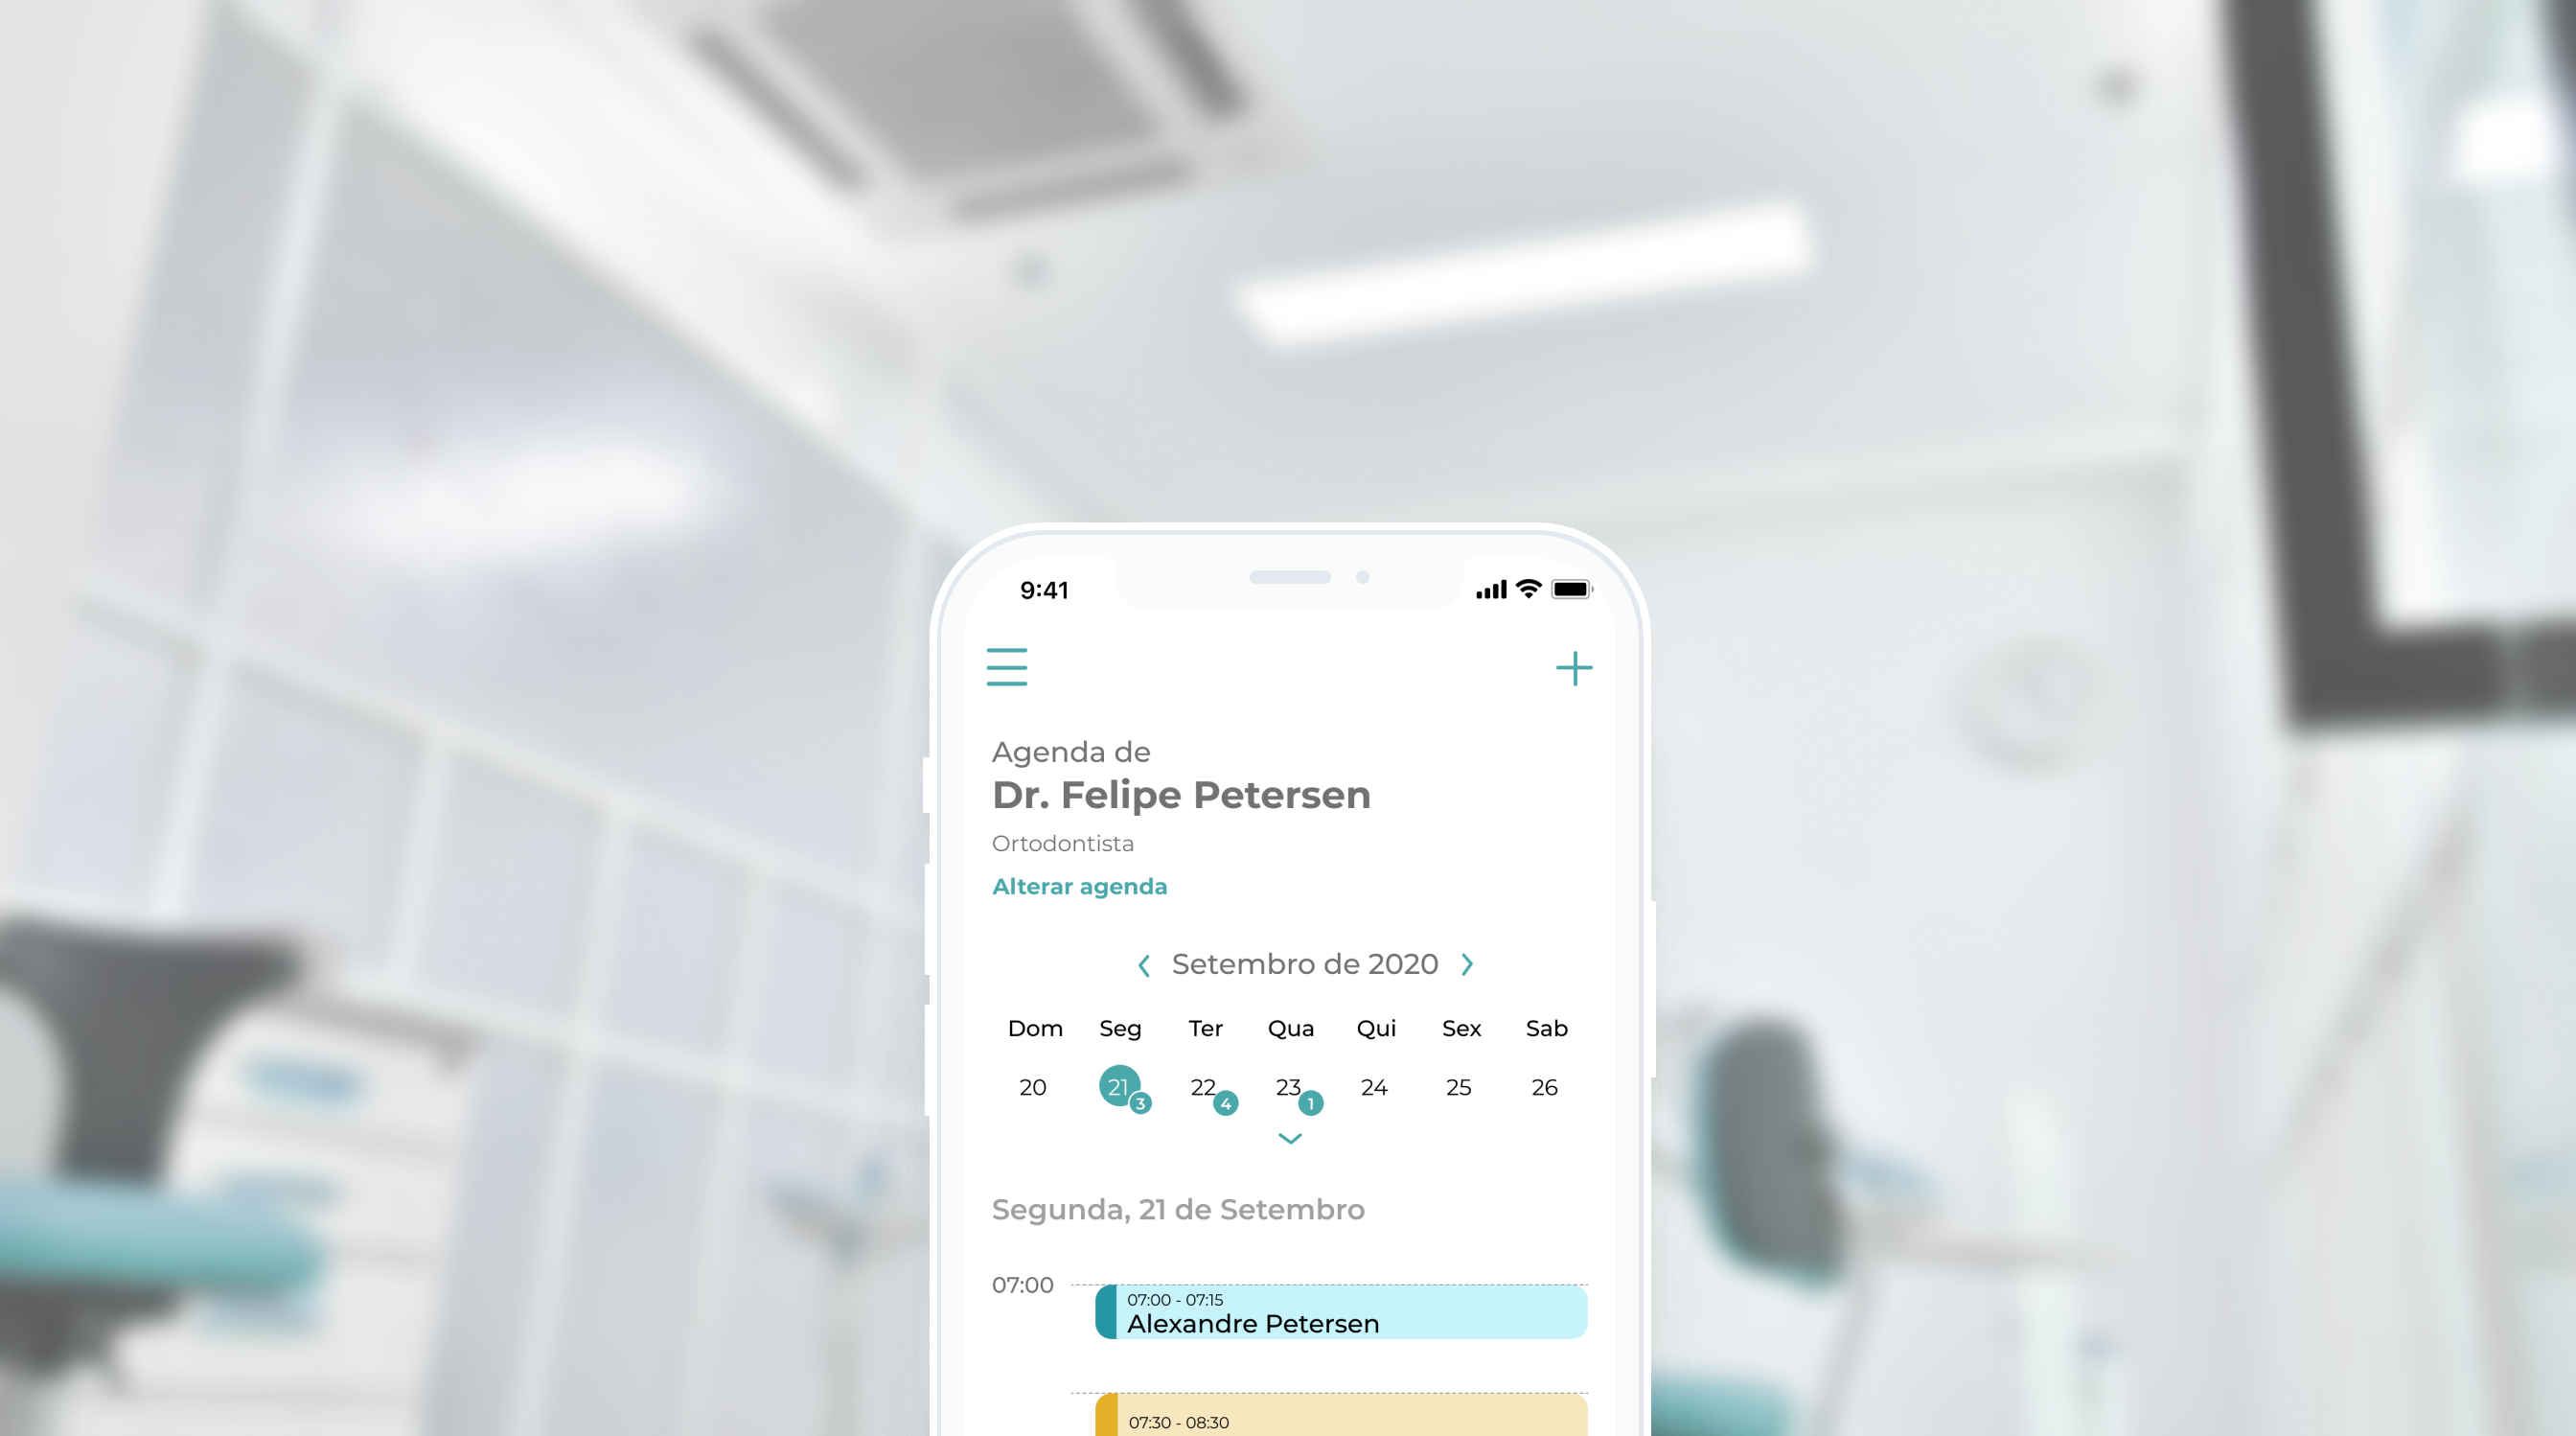 9:41
Agenda de
Dr. Felipe Petersen
Ortodontista
Alterar agenda
Setembro de 2020
Dom Seg Ter Qua Qui Sex Sab
20 21 3 22 4 23 1 24 25 26
Segunda, 21 de Setembro
07:00
07:00 - 07:15
Alexandre Petersen
07:30 - 08:30